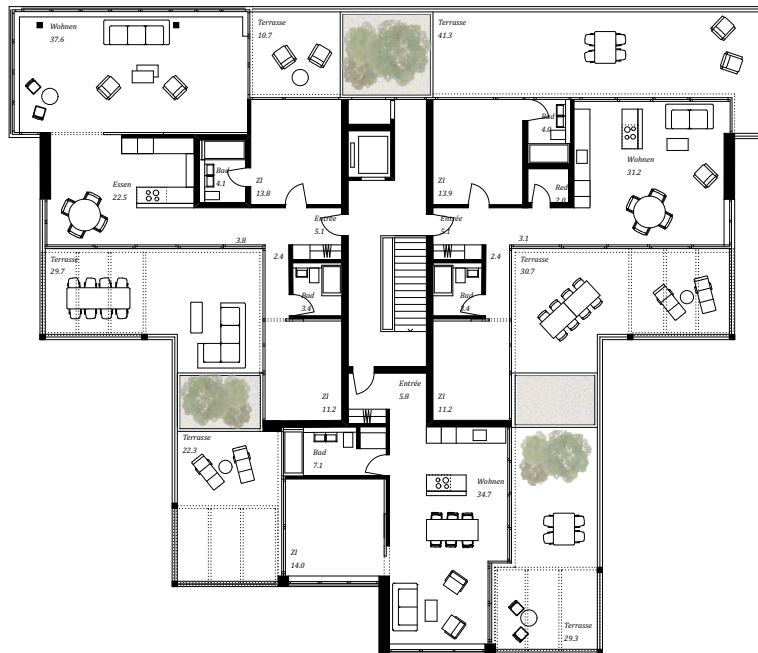 Wohnen
37.6
Terrasse
10.7
Terrasse
41.3
Bad
4.0
Wohnen
31.2
Essen
22.5
Bad
4.1
ZI
13.8
ZI
13.9
Red
2.0
Entrée
5.1
Entrée
5.1
3.8
2.4
2.4
3.1
Terrasse
29.7
Bad
3.4
Bad
3.4
Terrasse
30.7
ZI
11.2
Entrée
5.8
ZI
11.2
Terrasse
22.3
Bad
7.1
Wohnen
34.7
ZI
14.0
Terrasse
29.3